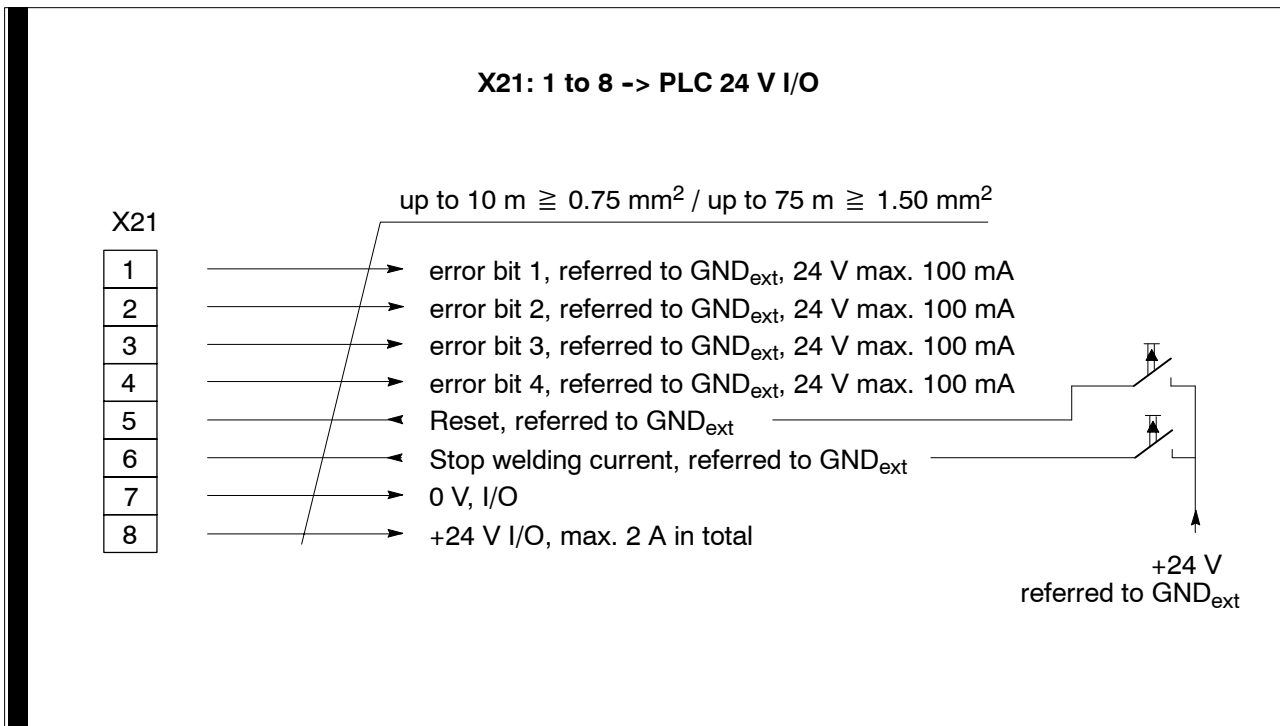 X21: 1 to 8 -> PLC 24 V I/O
up to 10 m ≧ 0.75 mm² / up to 75 m ≧ 1.50 mm²
X21
1 error bit 1, referred to GNDext, 24 V max. 100 mA
2 error bit 2, referred to GNDext, 24 V max. 100 mA
3 error bit 3, referred to GNDext, 24 V max. 100 mA
4 error bit 4, referred to GNDext, 24 V max. 100 mA
5 Reset, referred to GNDext
6 Stop welding current, referred to GNDext
7 0 V, I/O
8 +24 V I/O, max. 2 A in total
+24 V
referred to GNDext